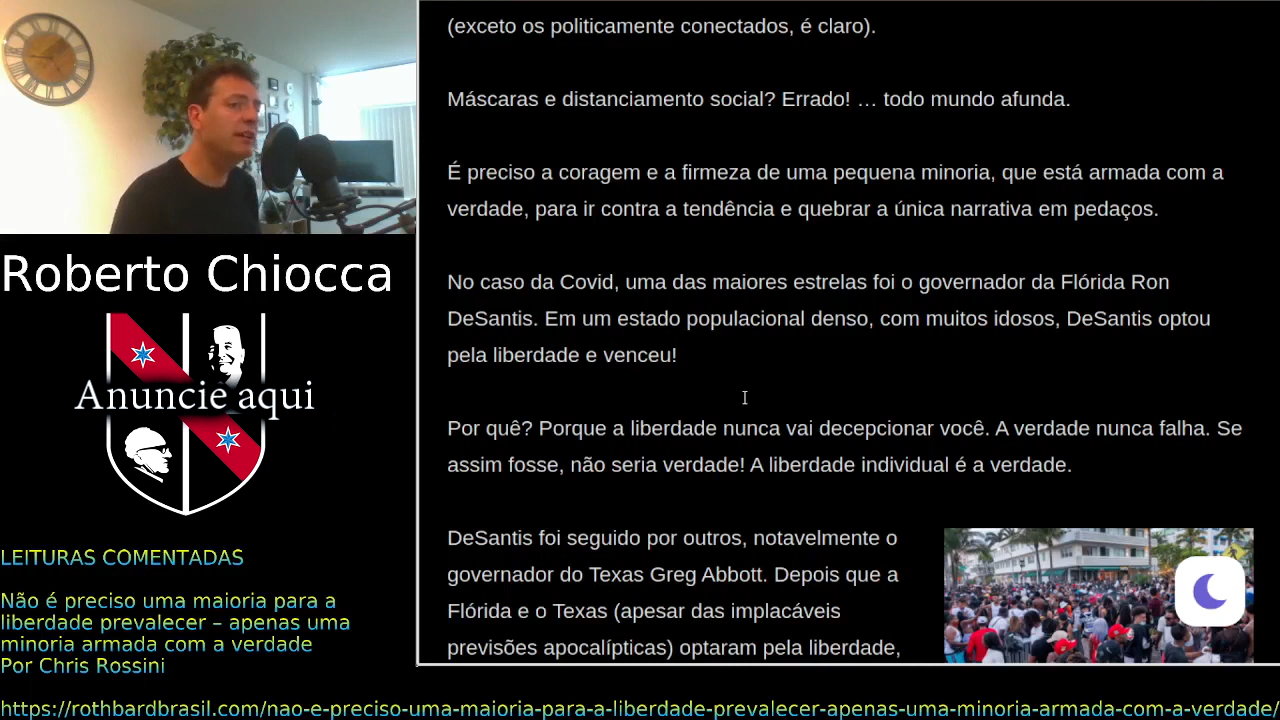 (exceto os politicamente conectados, é claro).
Máscaras e distanciamento social? Errado! … todo mundo afunda.
É preciso a coragem e a firmeza de uma pequena minoria, que está armada com a
verdade, para ir contra a tendência e quebrar a única narrativa em pedaços.
No caso da Covid, uma das maiores estrelas foi o governador da Flórida Ron
DeSantis. Em um estado populacional denso, com muitos idosos, DeSantis optou
pela liberdade e venceu!
Por quê? Porque a liberdade nunca vai decepcionar você. A verdade nunca falha. Se
assim fosse, não seria verdade! A liberdade individual é a verdade.
DeSantis foi seguido por outros, notavelmente o
governador do Texas Greg Abbott. Depois que a
Flórida e o Texas (apesar das implacáveis
previsões apocalípticas) optaram pela liberdade,
Roberto Chiocca
Anuncie aqui
LEITURAS COMENTADAS
Não é preciso uma maioria para a
liberdade prevalecer – apenas uma
minoria armada com a verdade
Por Chris Rossini
https://rothbardbrasil.com/nao-e-preciso-uma-maioria-para-a-liberdade-prevalecer-apenas-uma-minoria-armada-com-a-verdade/